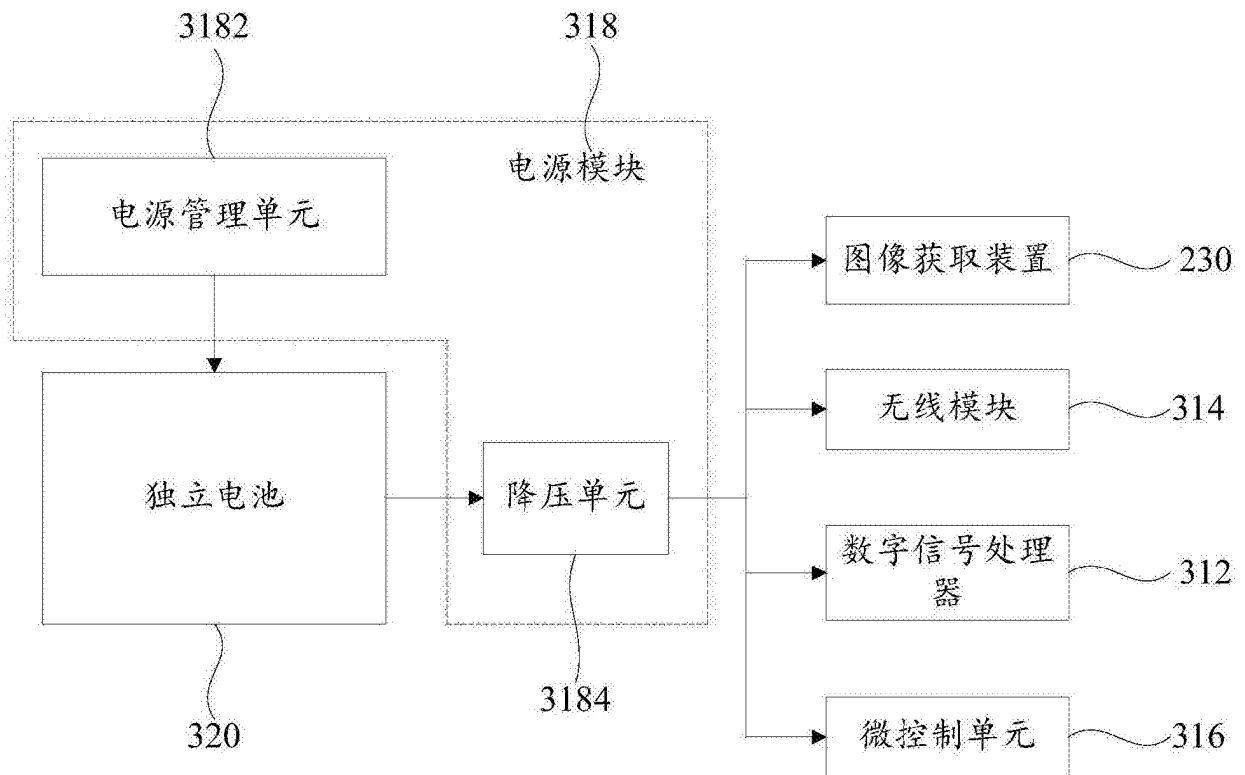 3182
318
电源模块
电源管理单元
图像获取装置
230
无线模块
314
独立电池
降压单元
数字信号处理
器
312
3184
320
微控制单元
316